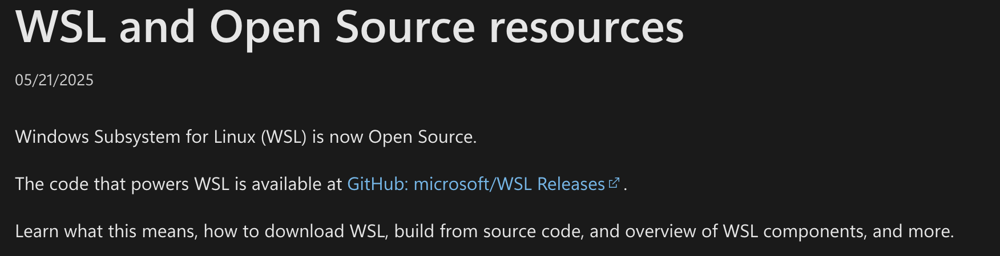 WSL and Open Source resources
05/21/2025
Windows Subsystem for Linux (WSL) is now Open Source.
The code that powers WSL is available at GitHub: microsoft/WSL Releases .
Learn what this means, how to download WSL, build from source code, and overview of WSL components, and more.